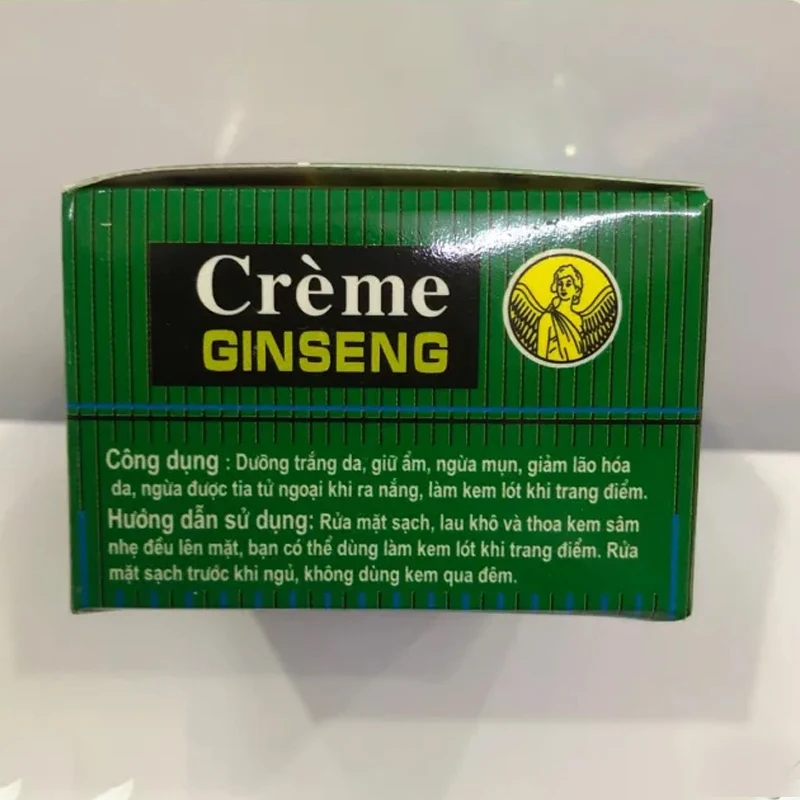 Crème
GINSENG
Công dụng : Dưỡng trắng da, giữ ẩm, ngừa mụn, giảm lão hóa
da, ngừa được tia tử ngoại khi ra nắng, làm kem lót khi trang điểm.
Hướng dẫn sử dụng: Rửa mặt sạch, lau khô và thoa kem sâm
nhẹ đều lên mặt, bạn có thể dùng làm kem lót khi trang điểm. Rửa
mặt sạch trước khi ngủ, không dùng kem qua đêm.